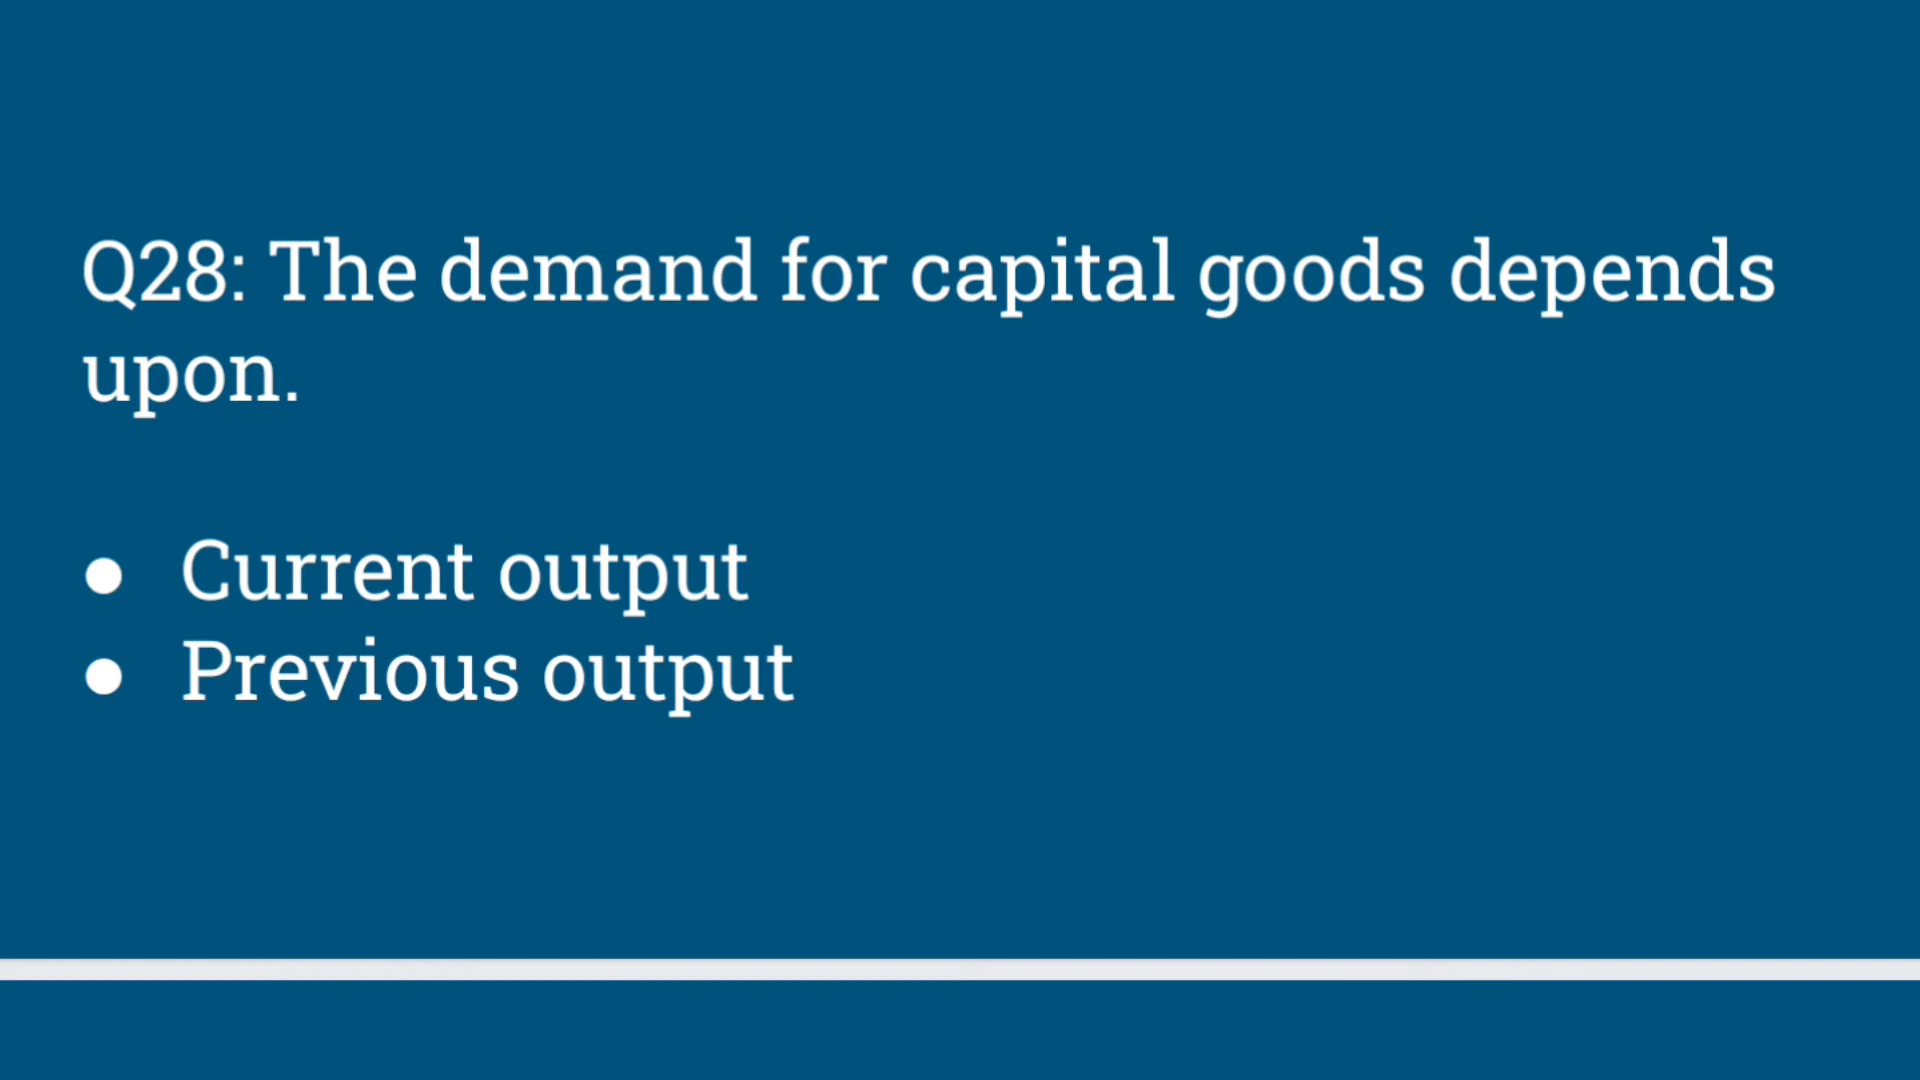 Q28: The demand for capital goods depends
upon.
● Current output
● Previous output